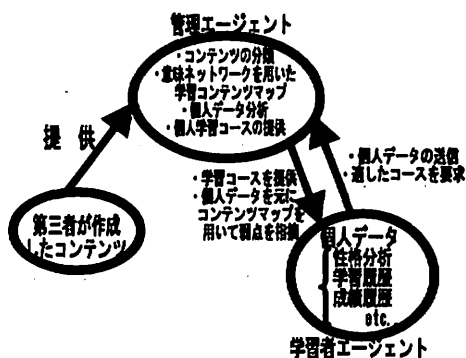 管理エージェント
・コンテンツの分類
・意味ネットワークを用いた
学習コンテンツマップ
・個人データ分析
・個人学習コースの提供
提 供
・個人データの送信
・適したコースを要求
・学習コースを提供
・個人データを元に
コンテンツマップを
用いて弱点を指摘
第三者が作成
したコンテンツ
個人データ
性格分析
学習履歴
成績履歴
etc.
学習者エージェント